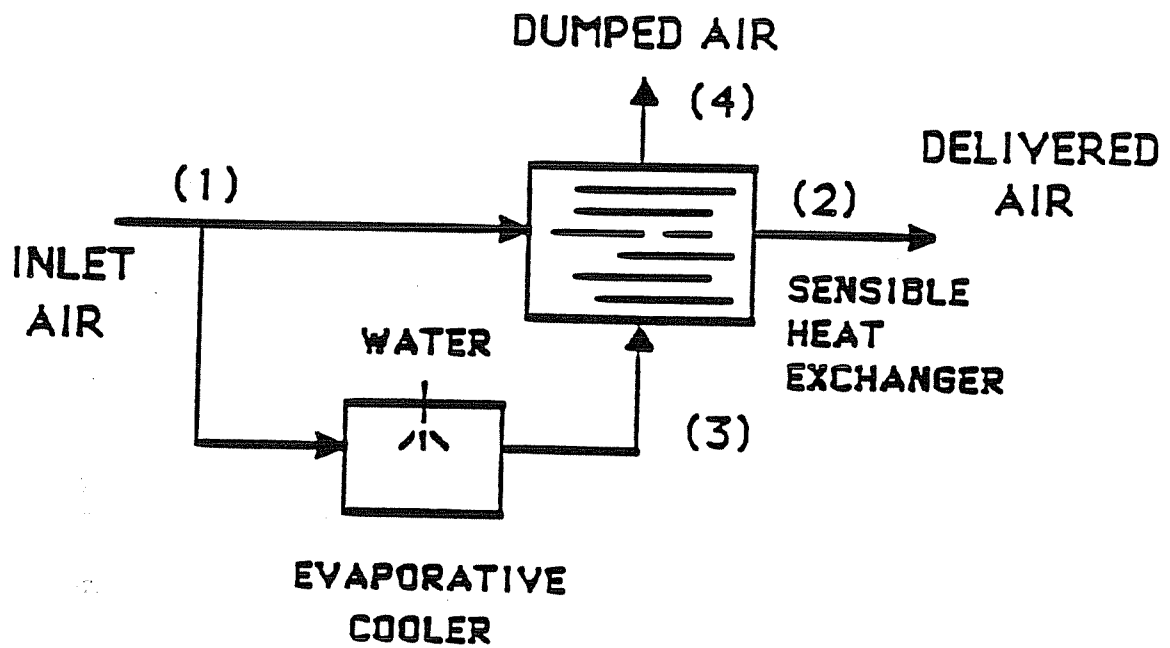 DUMPED AIR
(4)
DELIVERED
AIR
(1)
(2)
INLET
AIR
SENSIBLE
HEAT
EXCHANGER
WATER
(3)
EVAPORATIVE
COOLER